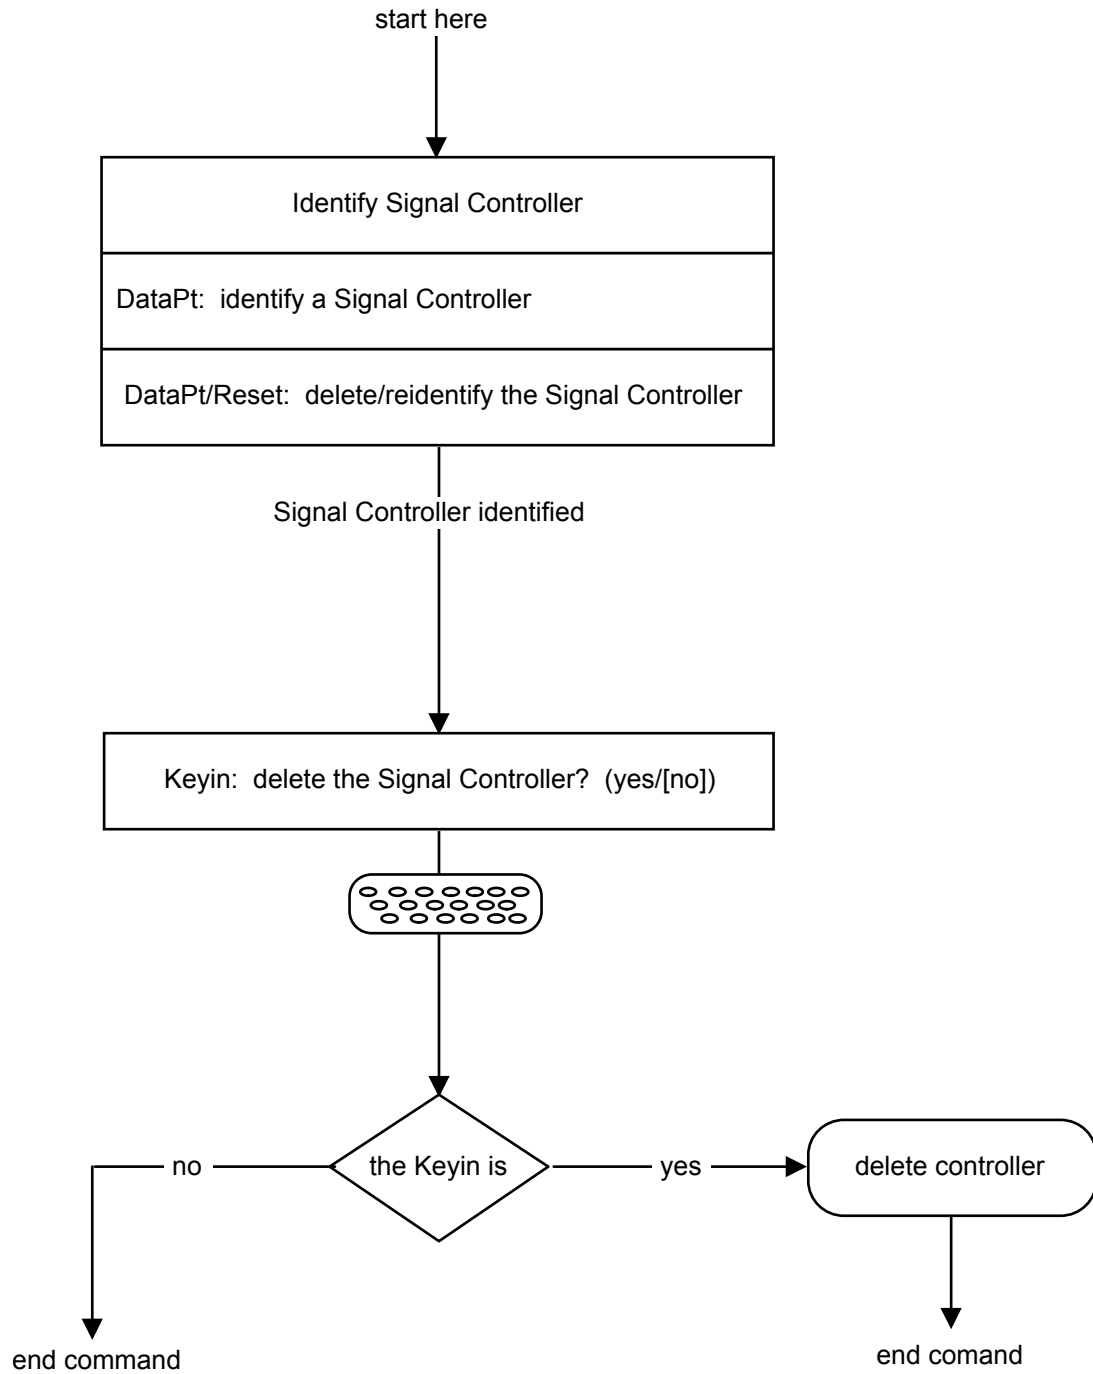 start here
Identify Signal Controller
DataPt:  identify a Signal Controller
DataPt/Reset:  delete/reidentify the Signal Controller
Signal Controller identified
Keyin:  delete the Signal Controller?  (yes/[no])
no
the Keyin is
yes
delete controller
end command
end comand